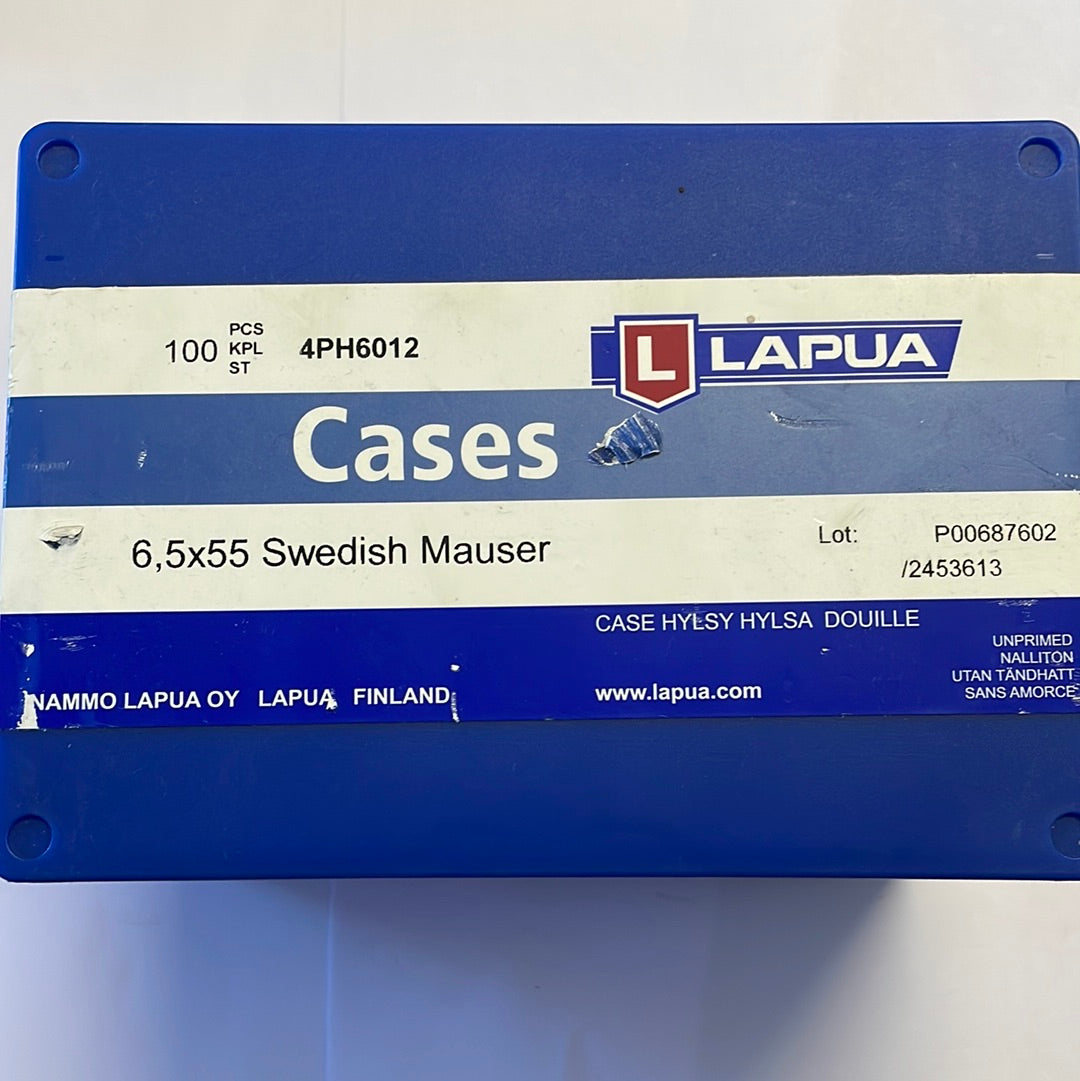 100 PCS KPL ST 4PH6012
L LAPUA
Cases
6,5x55 Swedish Mauser
Lot: P00687602
/2453613
CASE HYLSY HYLSA DOUILLE
UNPRIMED
NALLITON
UTAN TÄNDHATT
SANS AMORCE
NAMMO LAPUA OY LAPUA FINLAND
www.lapua.com